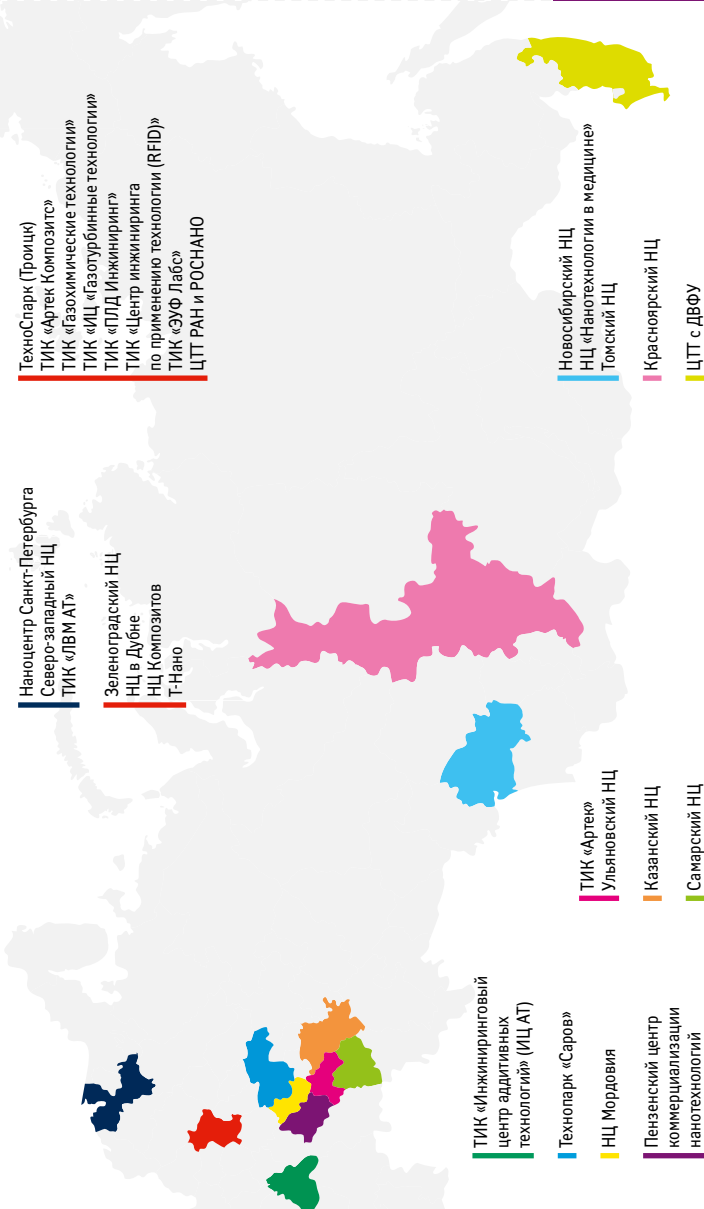 Наноцентр Санкт-Петербурга
Северо-западный НЦ
ТИК «ЛВМ АТ»
Зеленоградский НЦ
НЦ в Дубне
НЦ Композитов
Т-Нано
ТехноСпарк (Троицк)
ТИК «Артек Композитс»
ТИК «Газохимические технологии»
ТИК «ИЦ «Газотурбинные технологии»
ТИК «ПЛД Инжиниринг»
ТИК «Центр инжиниринга
по применению технологии (RFID)»
ТИК «ЭУФ Лабс»
ЦТТ РАН и РОСНАНО
ТИК «Инжиниринговый
центр аддитивных
технологий» (ИЦ АТ)
Технопарк «Саров»
НЦ Мордовия
Пензенский центр
коммерциализации
нанотехнологий
ТИК «Артек»
Ульяновский НЦ
Казанский НЦ
Самарский НЦ
Новосибирский НЦ
НЦ «Нанотехнологии в медицине»
Томский НЦ
Красноярский НЦ
ЦТТ с ДВФУ